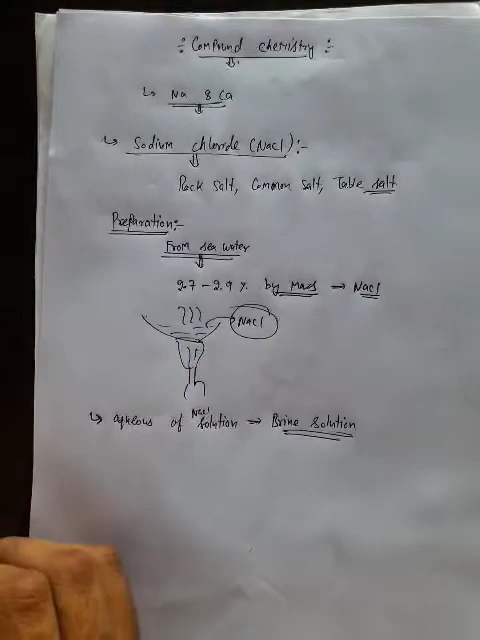 ÷ Compound chemistry :-
↳ Na & Ca
↳ Sodium chloride (NaCl) :-
Rock salt, Common salt, Table salt
Preparation:-
From sea water
2.7 – 2.9 % by Mass → NaCl
NaCl
↳ aqueous of NaCl solution → Brine solution